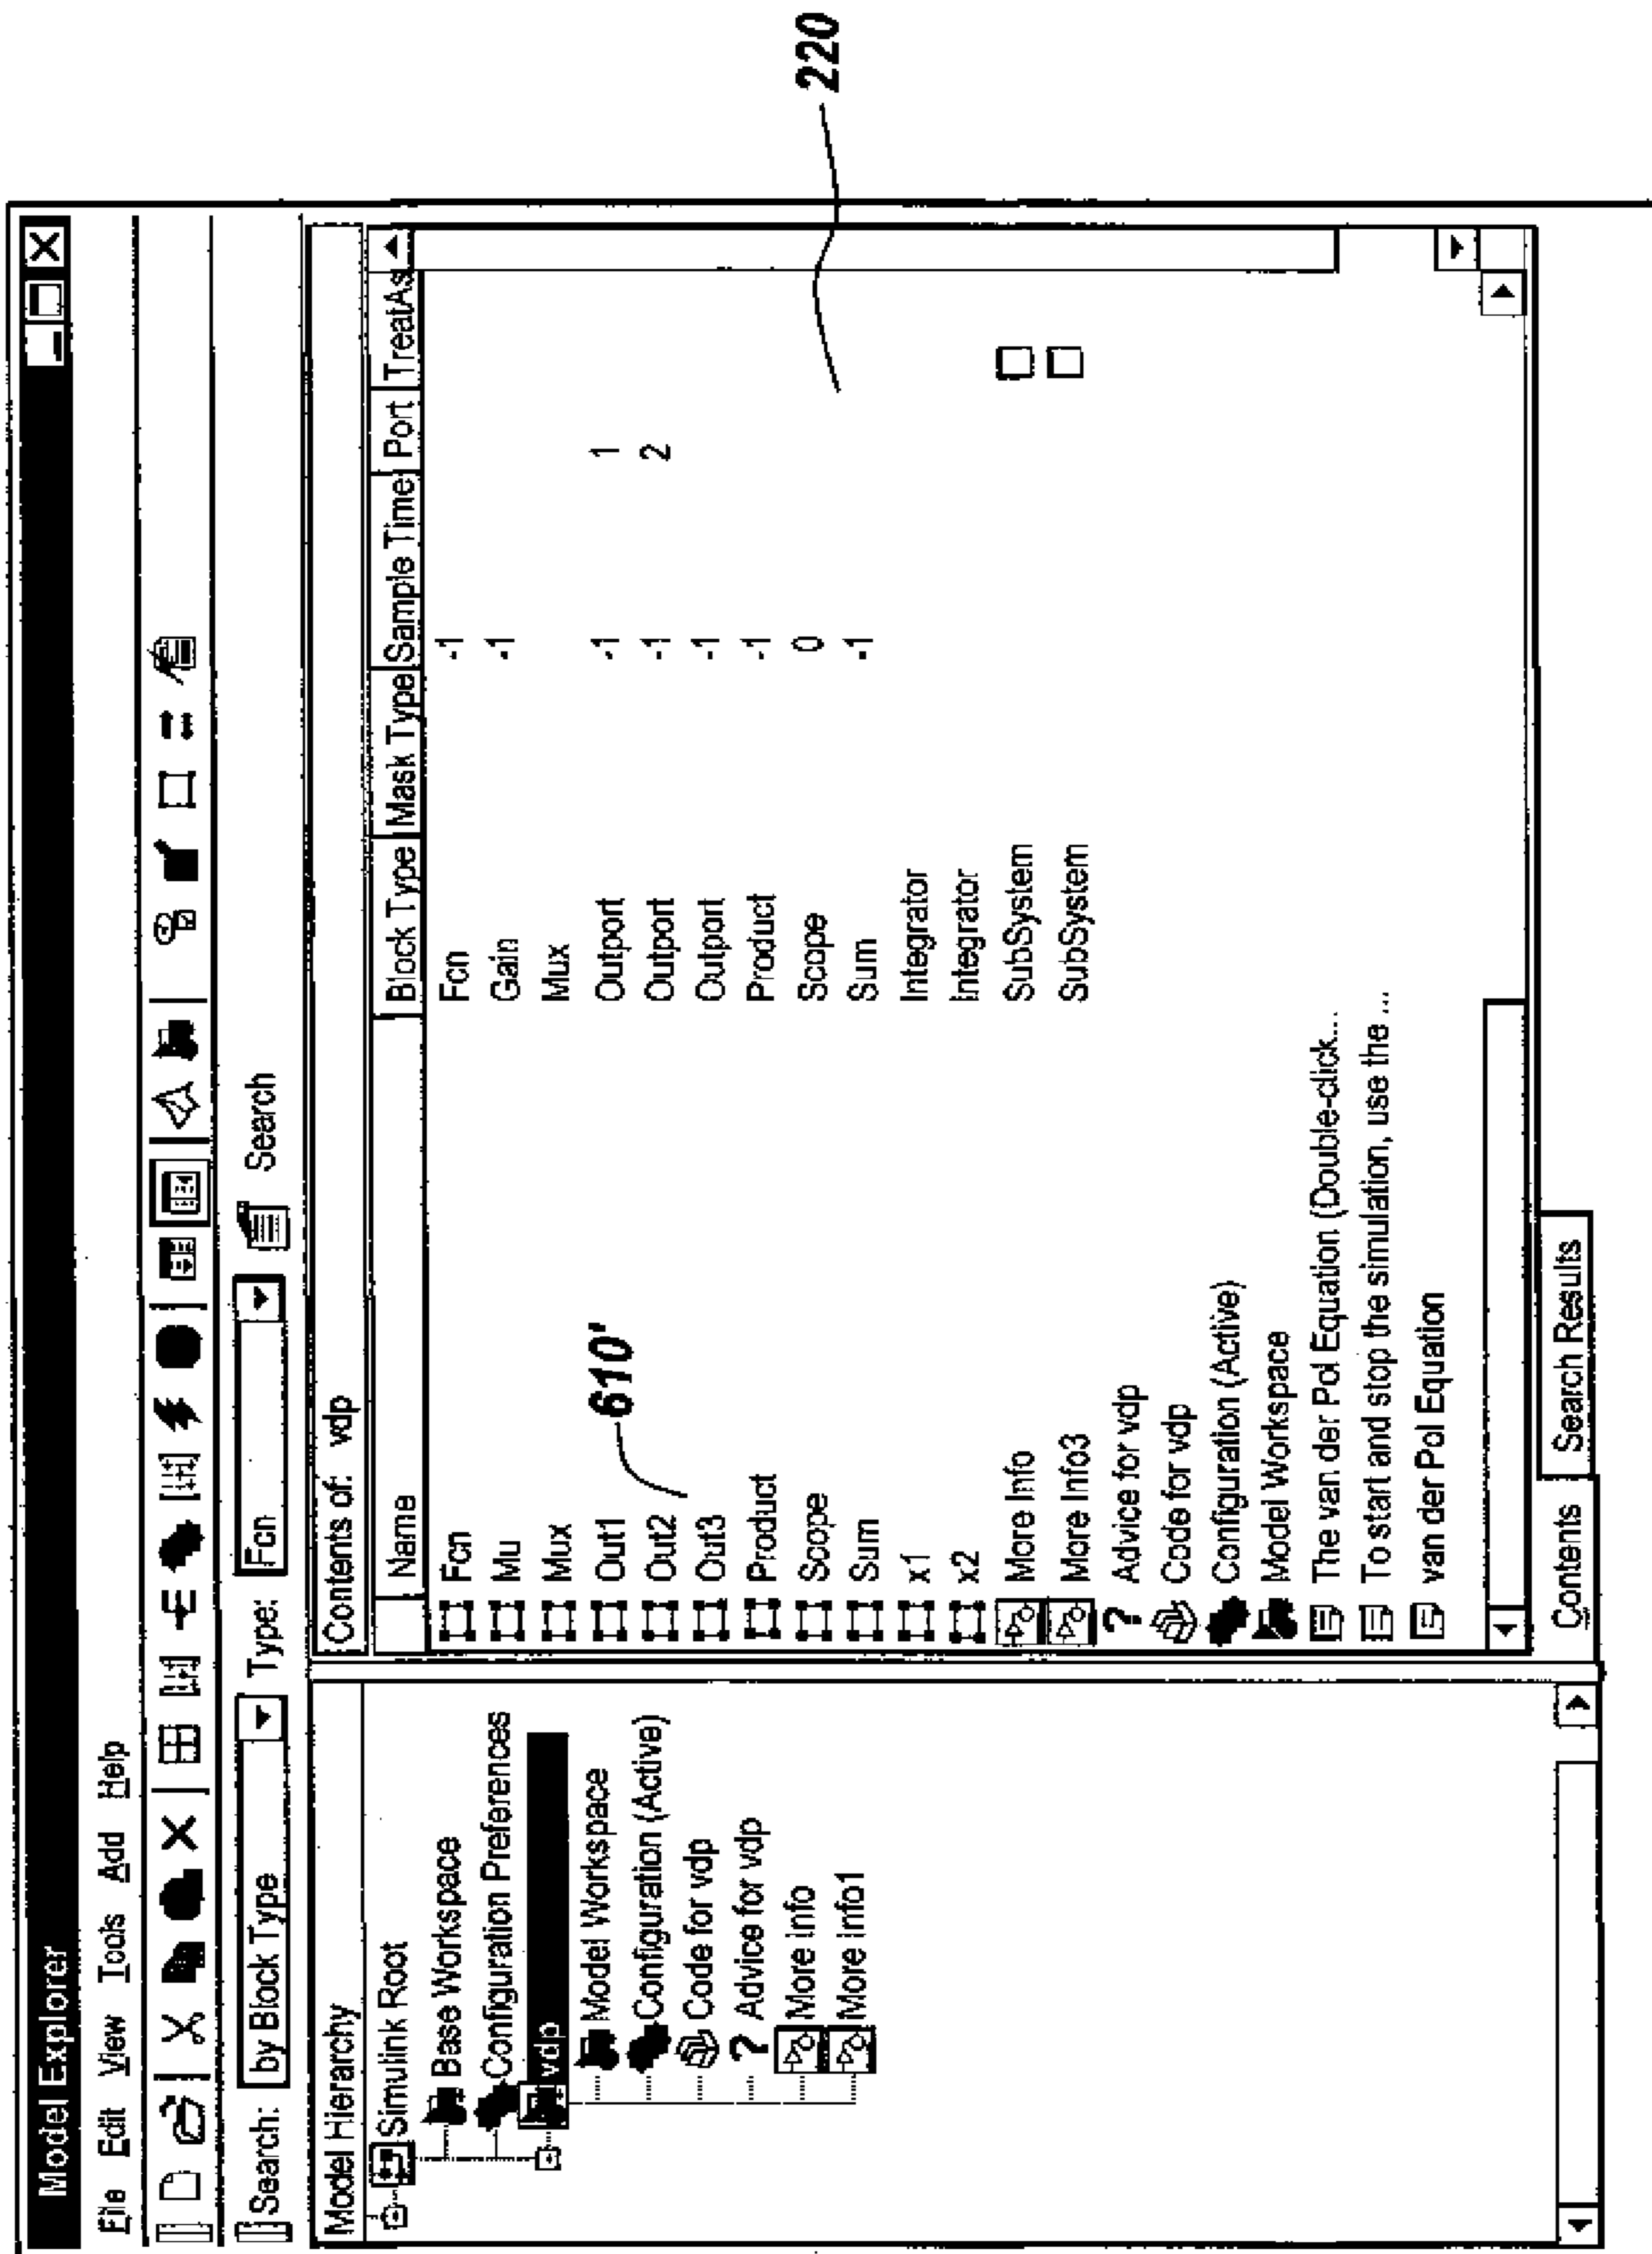 Model Explorer
File Edit View Tools Add Help
Search: by Block Type Type: Fcn Search
Model Hierarchy
Simulink Root
Base Workspace
Configuration Preferences
vdp
Model Workspace
Configuration (Active)
Code for vdp
? Advice for vdp
More Info
More Info1
Contents of: vdp
Name Block Type Mask Type Sample Time Port TreatAs
Fcn Fcn -1
Mu Gain -1
Mux Mux
Out1 Outport -1 1
Out2 Outport -1 2
Out3 Outport -1
Product Product -1
Scope Scope 0
Sum Sum -1
x1 Integrator
x2 Integrator
More Info SubSystem
More Info3 SubSystem
? Advice for vdp
Code for vdp
Configuration (Active)
Model Workspace
The van der Pol Equation (Double-click...
To start and stop the simulation, use the ...
van der Pol Equation
Contents Search Results
610'
220